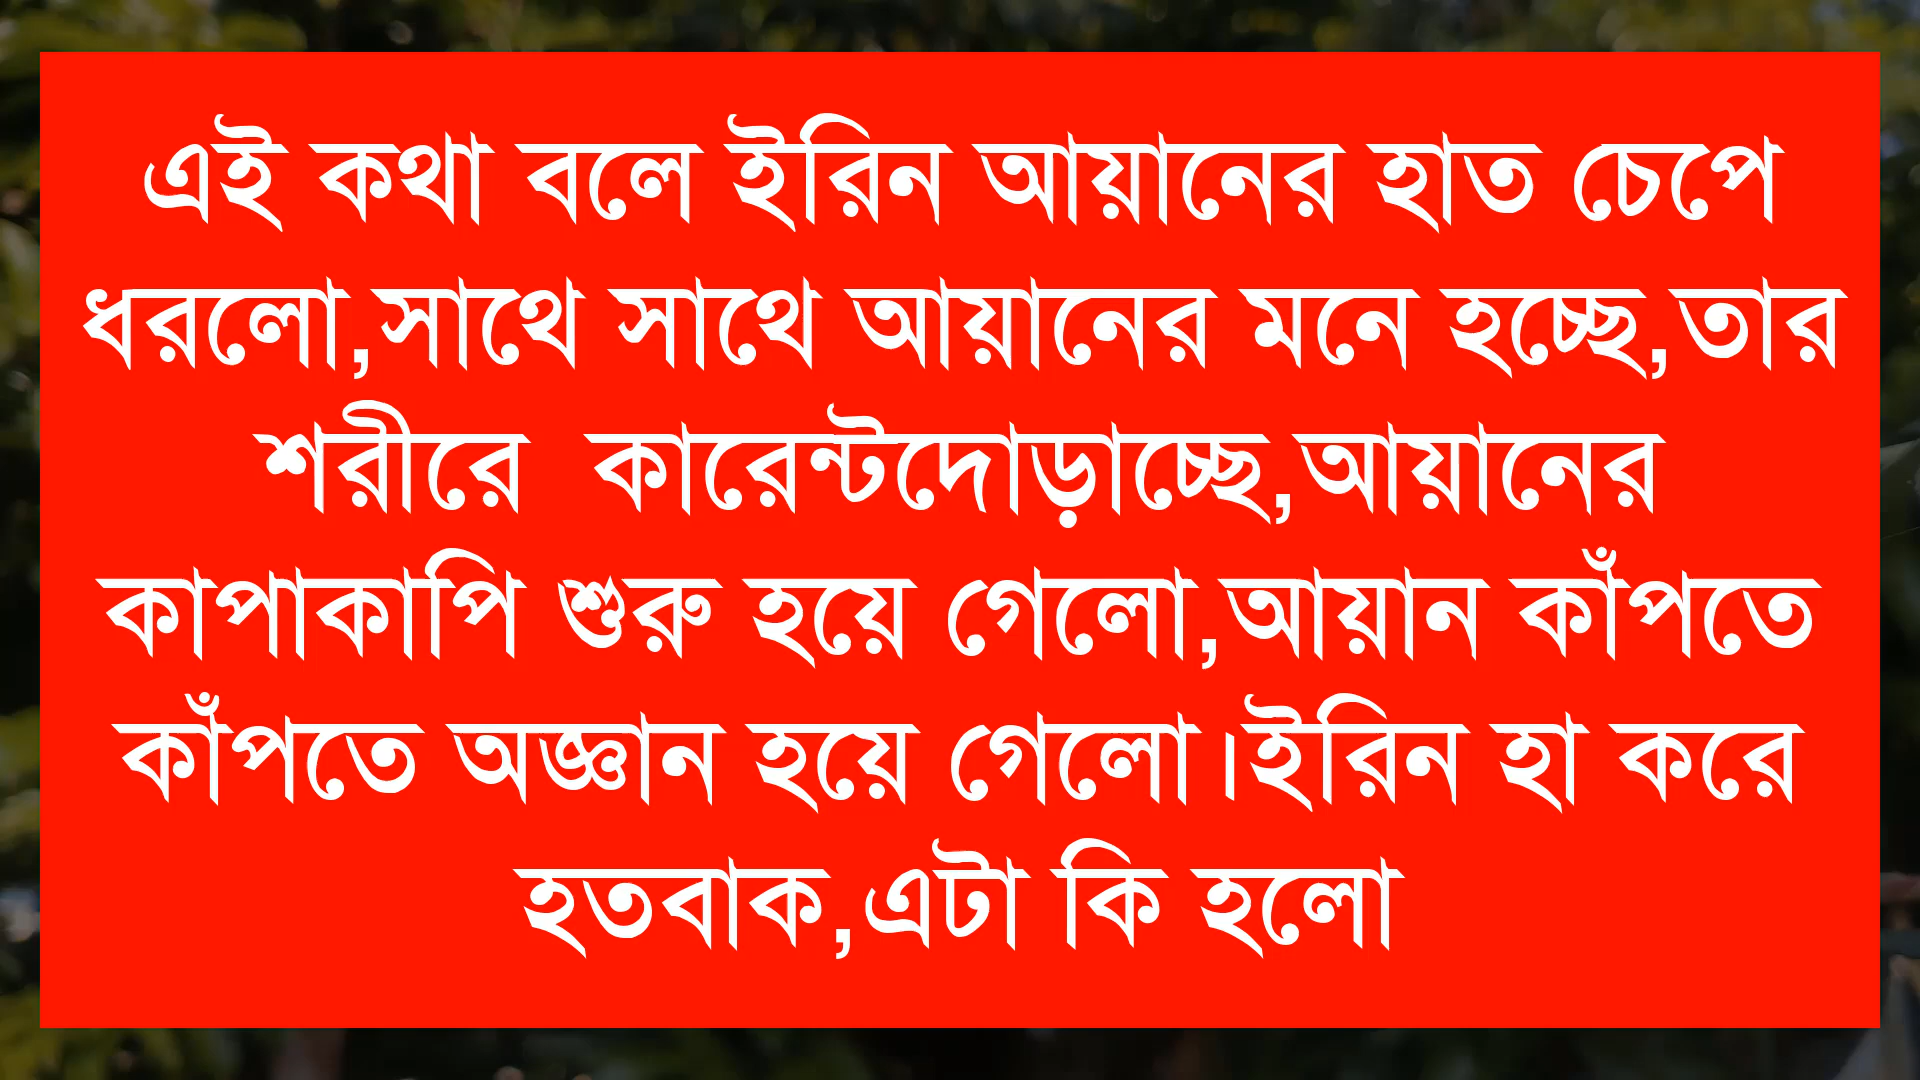 এই কথা বলে ইরিন আয়ানের হাত চেপে
ধরলো,সাথে সাথে আয়ানের মনে হচ্ছে,তার
শরীরে  কারেন্টদোড়াচ্ছে,আয়ানের
কাপাকাপি শুরু হয়ে গেলো,আয়ান কাঁপতে
কাঁপতে অজ্ঞান হয়ে গেলো।ইরিন হা করে
হতবাক,এটা কি হলো